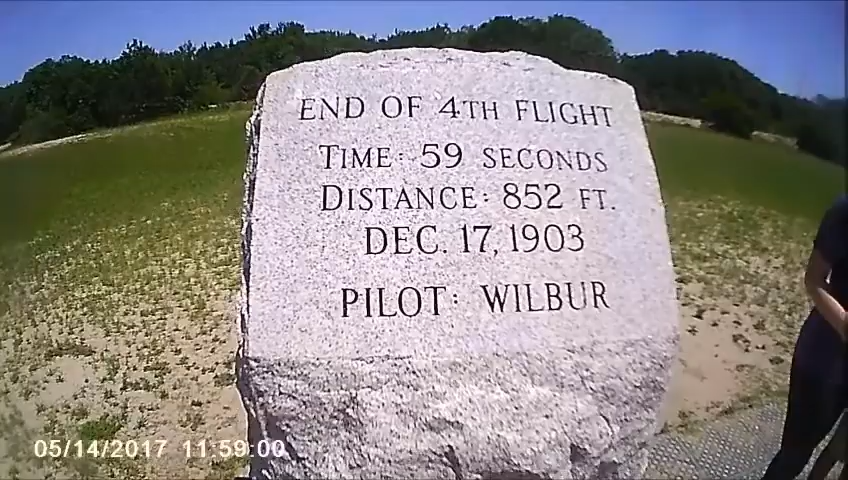 END OF 4TH FLIGHT
TIME: 59 SECONDS
DISTANCE: 852 FT.
DEC. 17, 1903
PILOT: WILBUR
05/14/2017 11:59:00